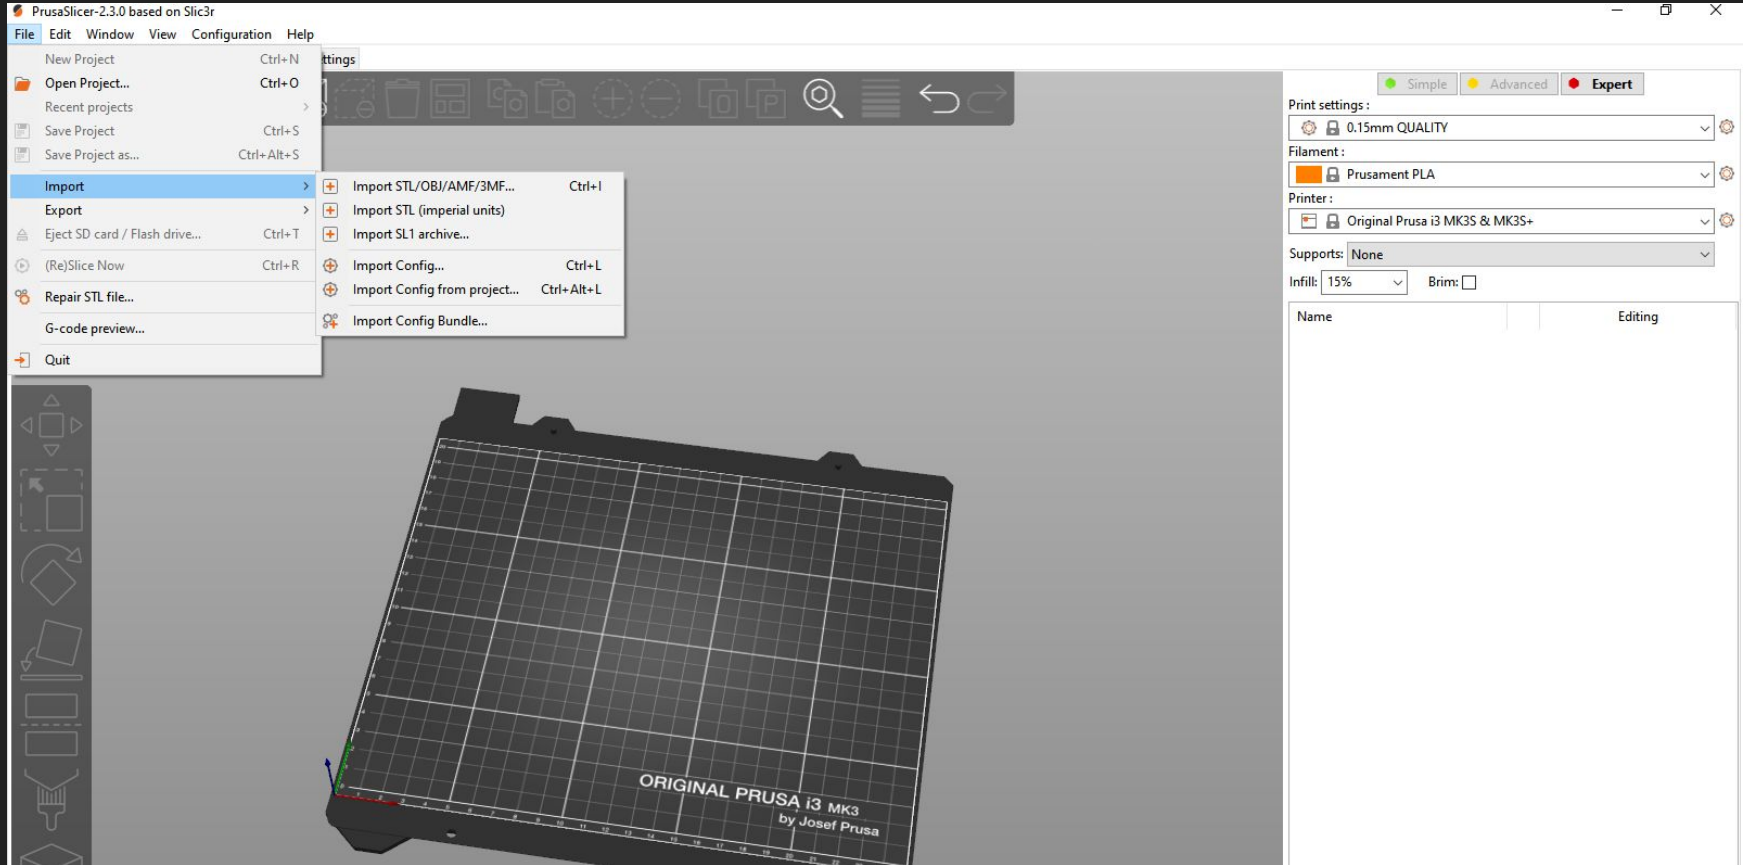 PrusaSlicer-2.3.0 based on Slic3r
File Edit Window View Configuration Help
New Project Ctrl+N
ttings
Open Project... Ctrl+O
Recent projects
Save Project Ctrl+S
Save Project as... Ctrl+Alt+S
Import
Export
Eject SD card / Flash drive... Ctrl+T
(Re)Slice Now Ctrl+R
Repair STL file...
G-code preview...
Quit
Import STL/OBJ/AMF/3MF... Ctrl+I
Import STL (imperial units)
Import SL1 archive...
Import Config... Ctrl+L
Import Config from project... Ctrl+Alt+L
Import Config Bundle...
Simple Advanced Expert
Print settings :
0.15mm QUALITY
Filament :
Prusament PLA
Printer :
Original Prusa i3 MK3S & MK3S+
Supports: None
Infill: 15% Brim:
Name Editing
ORIGINAL PRUSA i3 MK3
by Josef Prusa